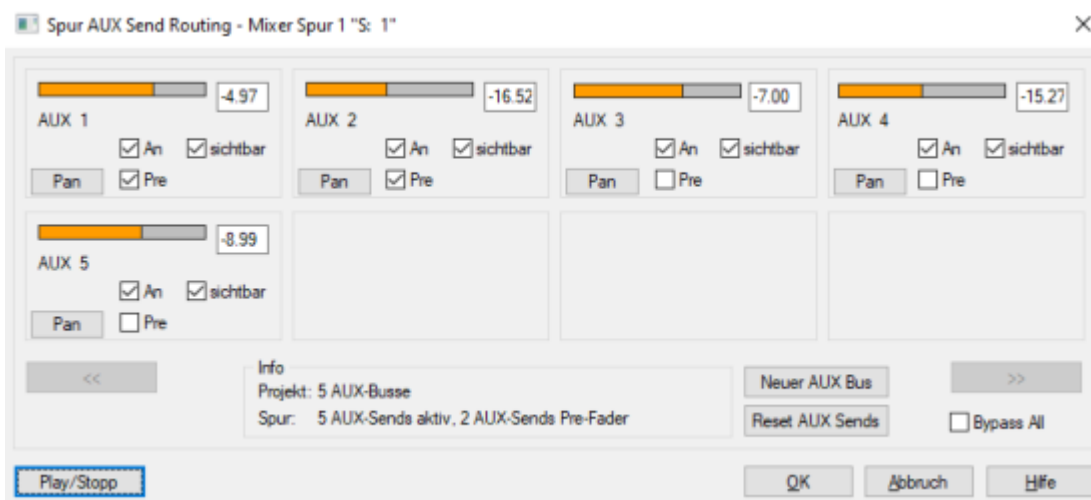 Spur AUX Send Routing - Mixer Spur 1 "S: 1"
-4.97
AUX 1
An sichtbar
Pan Pre
-16.52
AUX 2
An sichtbar
Pan Pre
-7.00
AUX 3
An sichtbar
Pan Pre
-15.27
AUX 4
An sichtbar
Pan Pre
-8.99
AUX 5
An sichtbar
Pan Pre
<<
Info
Projekt: 5 AUX-Busse
Spur: 5 AUX-Sends aktiv, 2 AUX-Sends Pre-Fader
Neuer AUX Bus
Reset AUX Sends
>>
Bypass All
Play/Stopp
OK
Abbruch
Hilfe